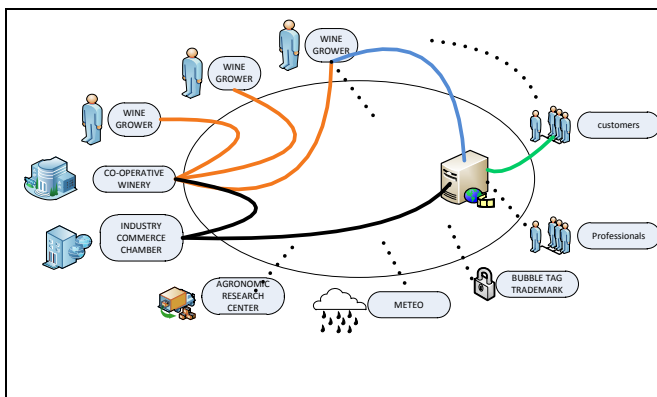 WINE
GROWER
WINE
GROWER
WINE
GROWER
customers
CO-OPERATIVE
WINERY
INDUSTRY
COMMERCE
CHAMBER
Professionals
AGRONOMIC
RESEARCH
CENTER
METEO
BUBBLE TAG
TRADEMARK